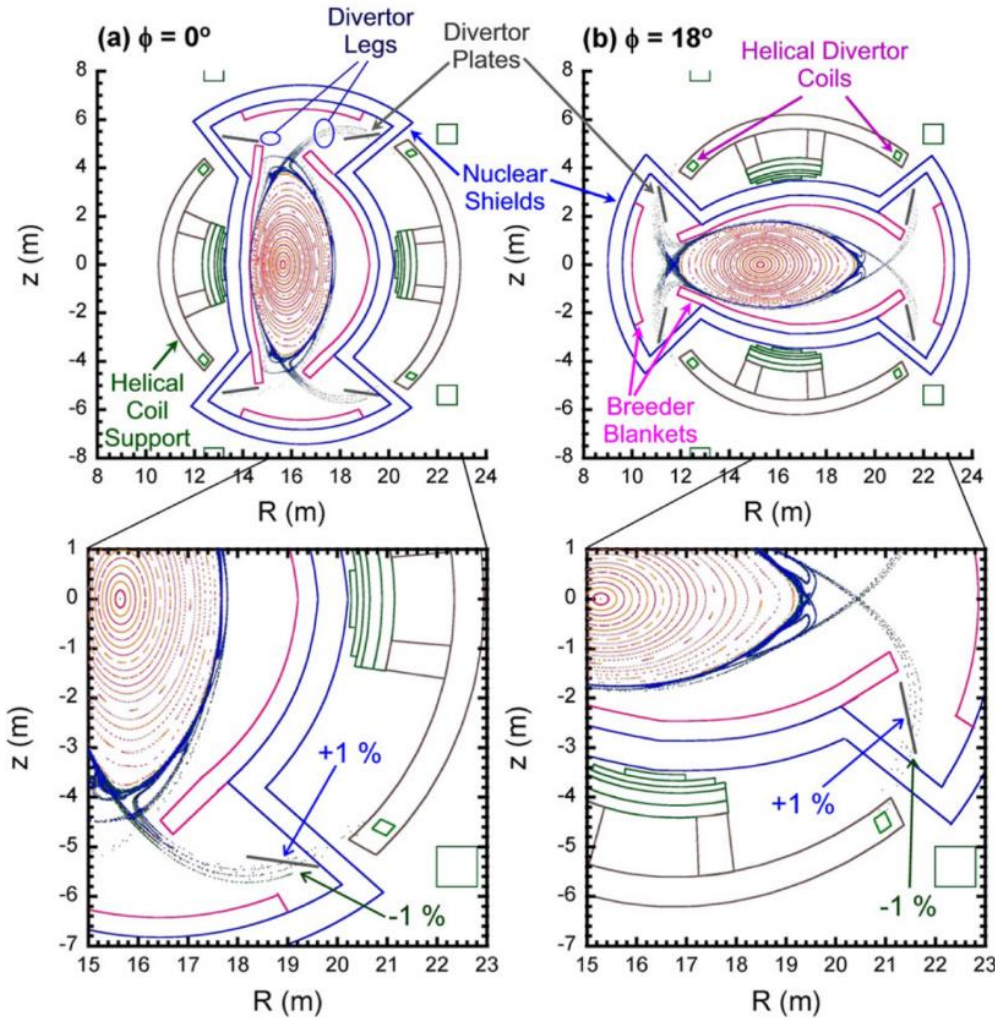 (a) ϕ = 0º
Divertor
Legs
Divertor
Plates
(b) ϕ = 18º
Helical Divertor
Coils
Nuclear
Shields
Helical
Coil
Support
Breeder
Blankets
z (m)
8
6
4
2
0
-2
-4
-6
-8
8 10 12 14 16 18 20 22 24
R (m)
z (m)
8
6
4
2
0
-2
-4
-6
-8
8 10 12 14 16 18 20 22 24
R (m)
z (m)
1
0
-1
-2
-3
-4
-5
-6
-7
+1 %
-1 %
15 16 17 18 19 20 21 22 23
R (m)
z (m)
1
0
-1
-2
-3
-4
-5
-6
-7
+1 %
-1 %
15 16 17 18 19 20 21 22 23
R (m)